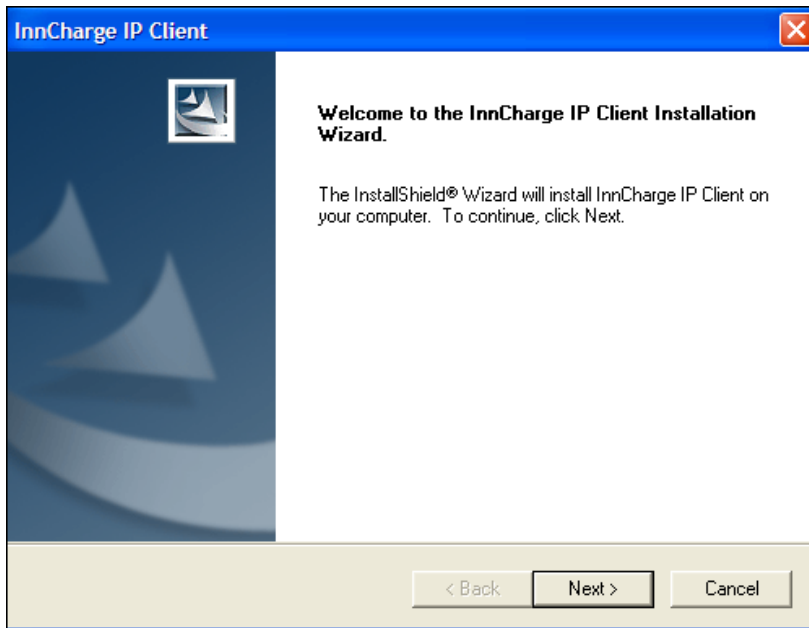 InnCharge IP Client
Welcome to the InnCharge IP Client Installation
Wizard.
The InstallShield® Wizard will install InnCharge IP Client on
your computer.  To continue, click Next.
< Back
Next >
Cancel